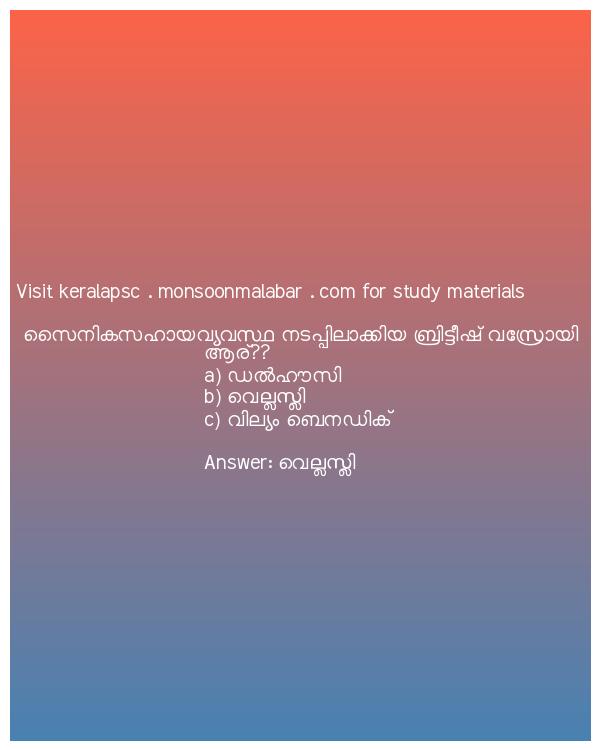 Visit keralapsc . monsoonmalabar . com for study materials
സൈനികസഹായവ്യവസ്ഥ നടപ്പിലാക്കിയ ബ്രിട്ടീഷ് വസ്രോയി
ആര്??
a) ഡൽഹൗസി
b) വെല്ലസ്ലി
c) വില്യം ബെനഡിക്
Answer: വെല്ലസ്ലി